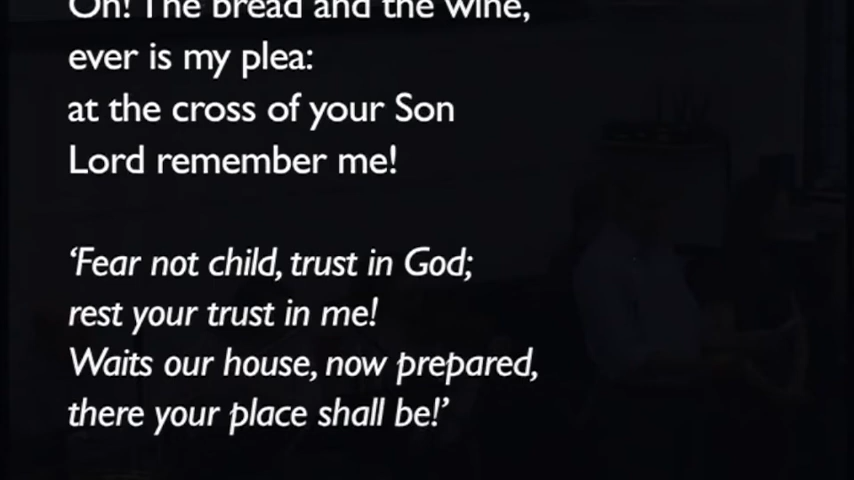 Oh! The bread and the wine,
ever is my plea:
at the cross of your Son
Lord remember me!
‘Fear not child, trust in God;
rest your trust in me!
Waits our house, now prepared,
there your place shall be!’